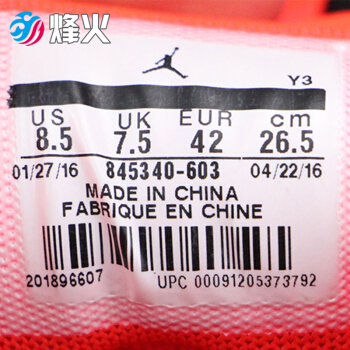 烽火
Y3
US UK EUR cm
8.5 7.5 42 26.5
01/27/16 845340-603 04/22/16
MADE IN CHINA
FABRIQUE EN CHINE
201896607 UPC 00091205373792